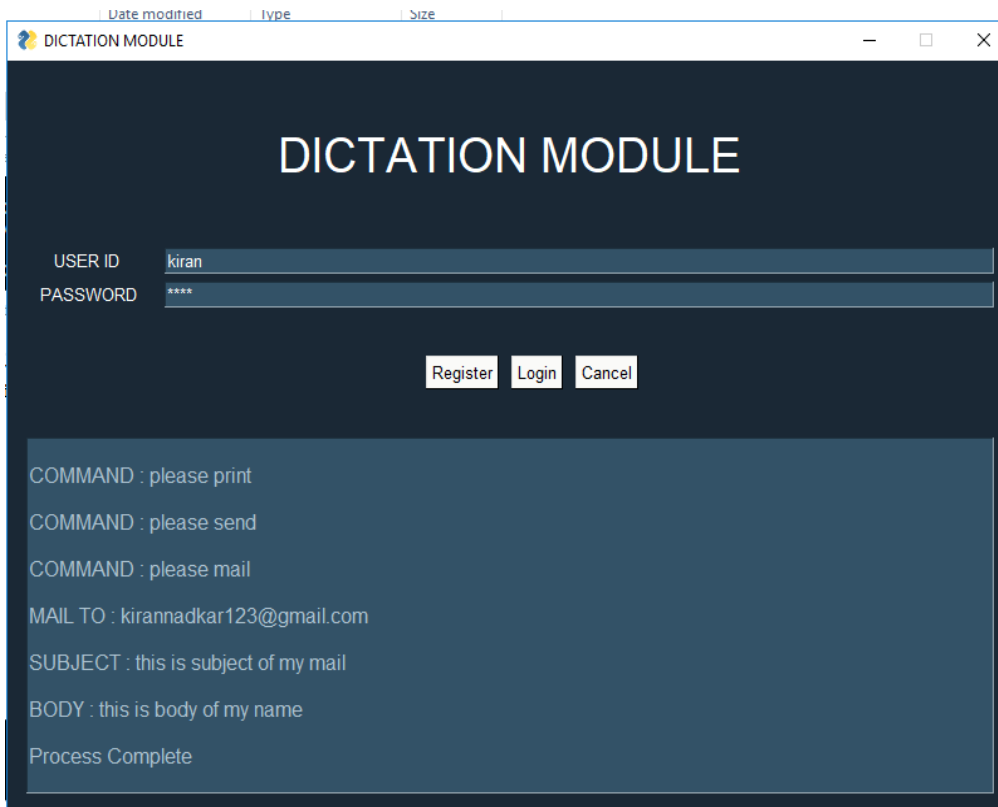 Date modified Type Size
DICTATION MODULE
DICTATION MODULE
USER ID kiran
PASSWORD ****
Register Login Cancel
COMMAND : please print
COMMAND : please send
COMMAND : please mail
MAIL TO : kirannadkar123@gmail.com
SUBJECT : this is subject of my mail
BODY : this is body of my name
Process Complete